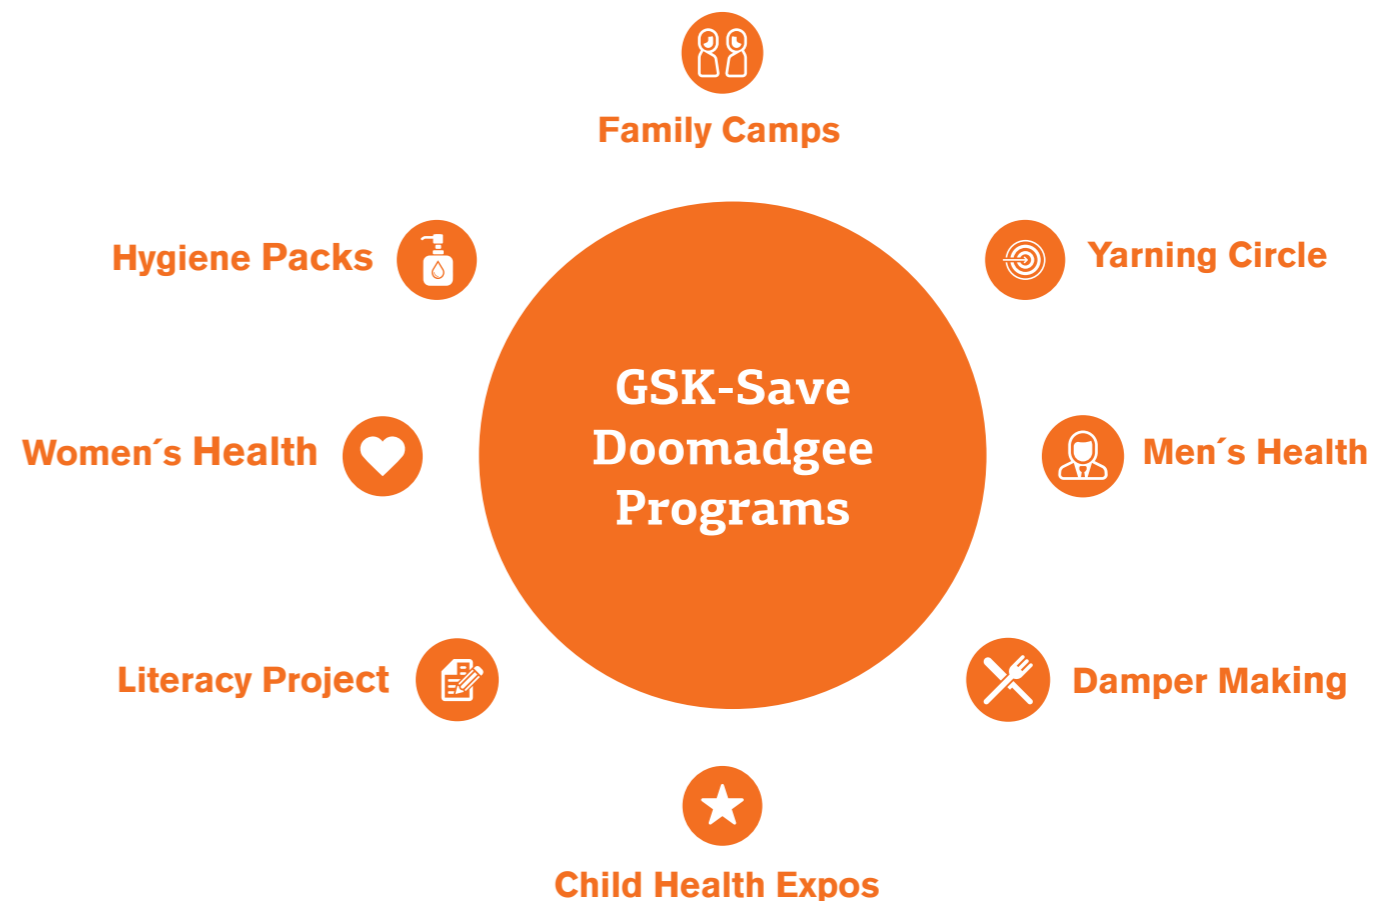 Family Camps
Hygiene Packs
Yarning Circle
GSK-Save
Doomadgee
Programs
Women´s Health
Men´s Health
Literacy Project
Damper Making
Child Health Expos